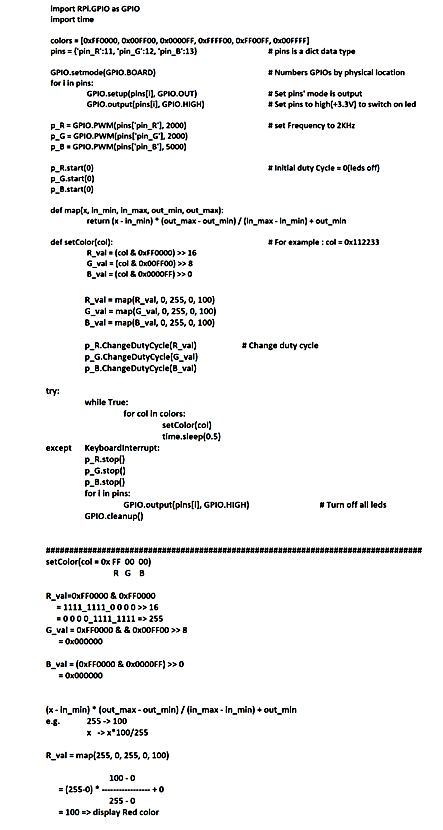 import RPi.GPIO as GPIO
import time
colors = [0xFF0000, 0x00FF00, 0x0000FF, 0xFFFF00, 0xFF00FF, 0x00FFFF]
pins = {'pin_R':11, 'pin_G':12, 'pin_B':13} # pins is a dict data type
GPIO.setmode(GPIO.BOARD) # Numbers GPIOs by physical location
for i in pins:
GPIO.setup(pins[i], GPIO.OUT) # Set pins' mode is output
GPIO.output(pins[i], GPIO.HIGH) # Set pins to high(+3.3V) to switch on led
p_R = GPIO.PWM(pins['pin_R'], 2000) # set Frequency to 2KHz
p_G = GPIO.PWM(pins['pin_G'], 2000)
p_B = GPIO.PWM(pins['pin_B'], 5000)
p_R.start(0) # Initial duty Cycle = 0(leds off)
p_G.start(0)
p_B.start(0)
def map(x, in_min, in_max, out_min, out_max):
return (x - in_min) * (out_max - out_min) / (in_max - in_min) + out_min
def setColor(col): # For example : col = 0x112233
R_val = (col & 0xFF0000) >> 16
G_val = (col & 0x00FF00) >> 8
B_val = (col & 0x0000FF) >> 0
R_val = map(R_val, 0, 255, 0, 100)
G_val = map(G_val, 0, 255, 0, 100)
B_val = map(B_val, 0, 255, 0, 100)
p_R.ChangeDutyCycle(R_val) # Change duty cycle
p_G.ChangeDutyCycle(G_val)
p_B.ChangeDutyCycle(B_val)
try:
while True:
for col in colors:
setColor(col)
time.sleep(0.5)
except KeyboardInterrupt:
p_R.stop()
p_G.stop()
p_B.stop()
for i in pins:
GPIO.output(pins[i], GPIO.HIGH) # Turn off all leds
GPIO.cleanup()
################################################################################
setColor(col = 0x FF 00 00)
R G B
R_val=0xFF0000 & 0xFF0000
= 1111_1111_0 0 0 0 >> 16
= 0 0 0 0_1111_1111 => 255
G_val = 0xFF0000 & & 0x00FF00 >> 8
= 0x000000
B_val = (0xFF0000 & 0x0000FF) >> 0
= 0x000000
(x - in_min) * (out_max - out_min) / (in_max - in_min) + out_min
e.g. 255 -> 100
x -> x*100/255
R_val = map(255, 0, 255, 0, 100)
100 - 0
= (255-0) * ---------------- + 0
255 - 0
= 100 => display Red color